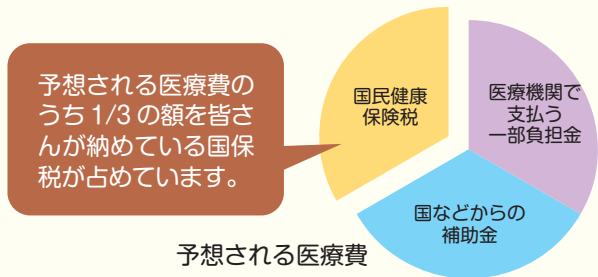 予想される医療費の
うち1/3の額を皆さ
んが納めている国保
税が占めています。
国民健康
保険税
医療機関で
支払う
一部負担金
国などからの
補助金
予想される医療費